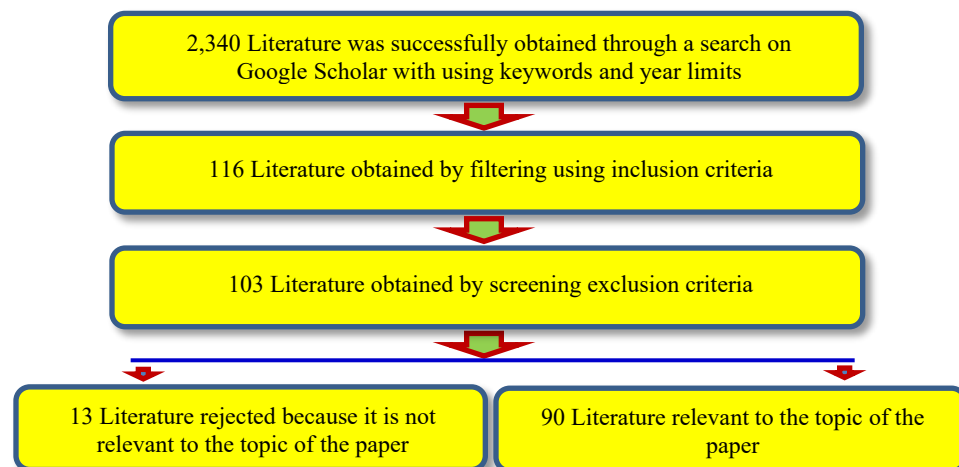 2,340 Literature was successfully obtained through a search on
Google Scholar with using keywords and year limits
116 Literature obtained by filtering using inclusion criteria
103 Literature obtained by screening exclusion criteria
13 Literature rejected because it is not
relevant to the topic of the paper
90 Literature relevant to the topic of the
paper